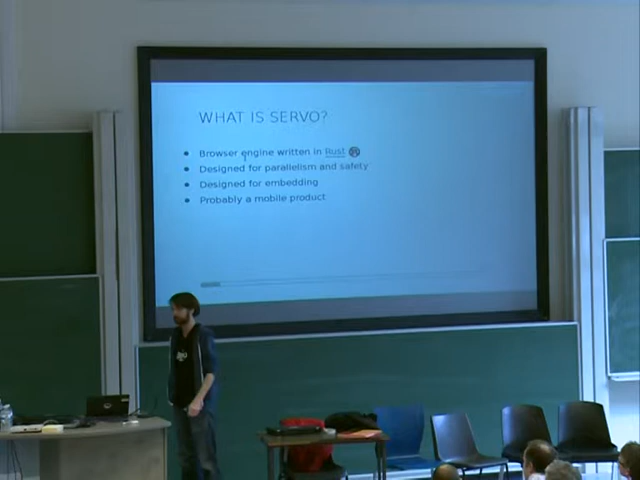 WHAT IS SERVO?
Browser engine written in Rust
Designed for parallelism and safety
Designed for embedding
Probably a mobile product